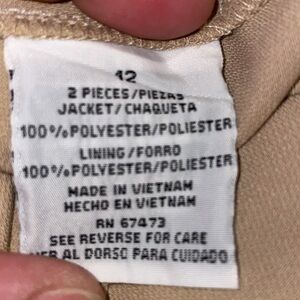 12
2 PIECES/PIEZAS
JACKET/CHAQUETA
100%POLYESTER/POLIESTER
LINING/FORRO
100%POLYESTER/POLIESTER
MADE IN VIETNAM
HECHO EN VIETNAM
RN 67473
SEE REVERSE FOR CARE
VER AL DORSO PARA CUIDADO